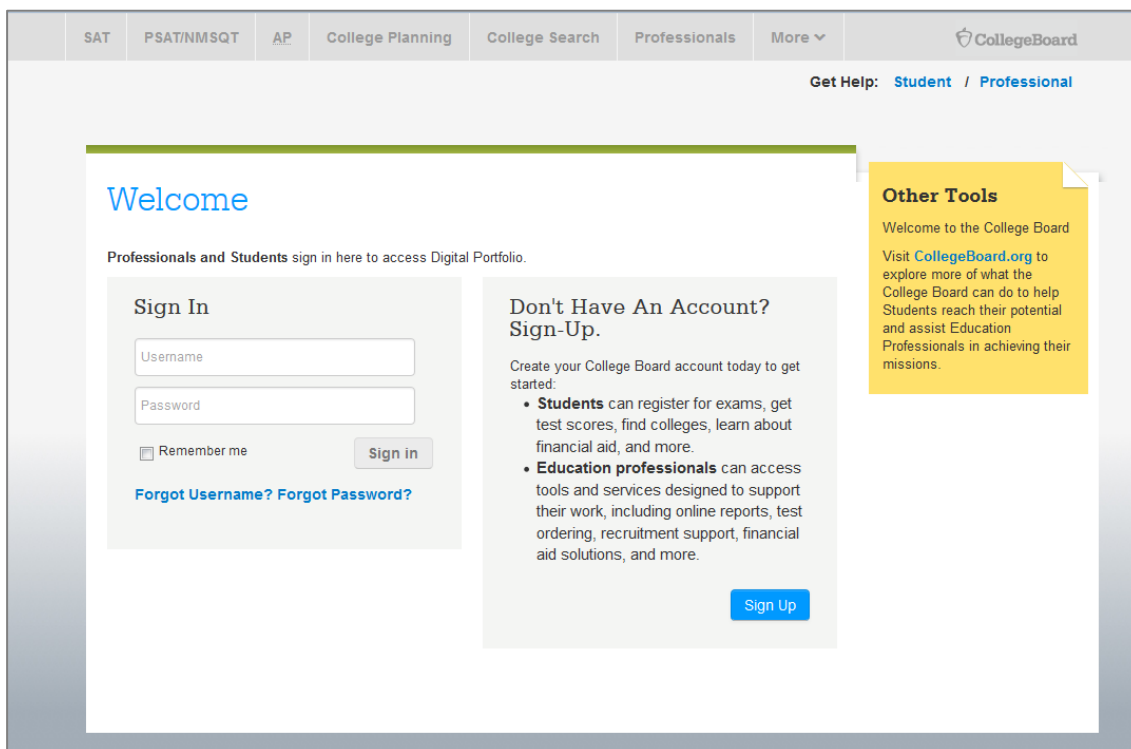 SAT PSAT/NMSQT AP College Planning College Search Professionals More CollegeBoard
Get Help: Student / Professional
Welcome
Professionals and Students sign in here to access Digital Portfolio.
Sign In
Username
Password
Remember me
Sign in
Forgot Username? Forgot Password?
Don't Have An Account?
Sign-Up.
Create your College Board account today to get
started:
• Students can register for exams, get
test scores, find colleges, learn about
financial aid, and more.
• Education professionals can access
tools and services designed to support
their work, including online reports, test
ordering, recruitment support, financial
aid solutions, and more.
Sign Up
Other Tools
Welcome to the College Board
Visit CollegeBoard.org to
explore more of what the
College Board can do to help
Students reach their potential
and assist Education
Professionals in achieving their
missions.